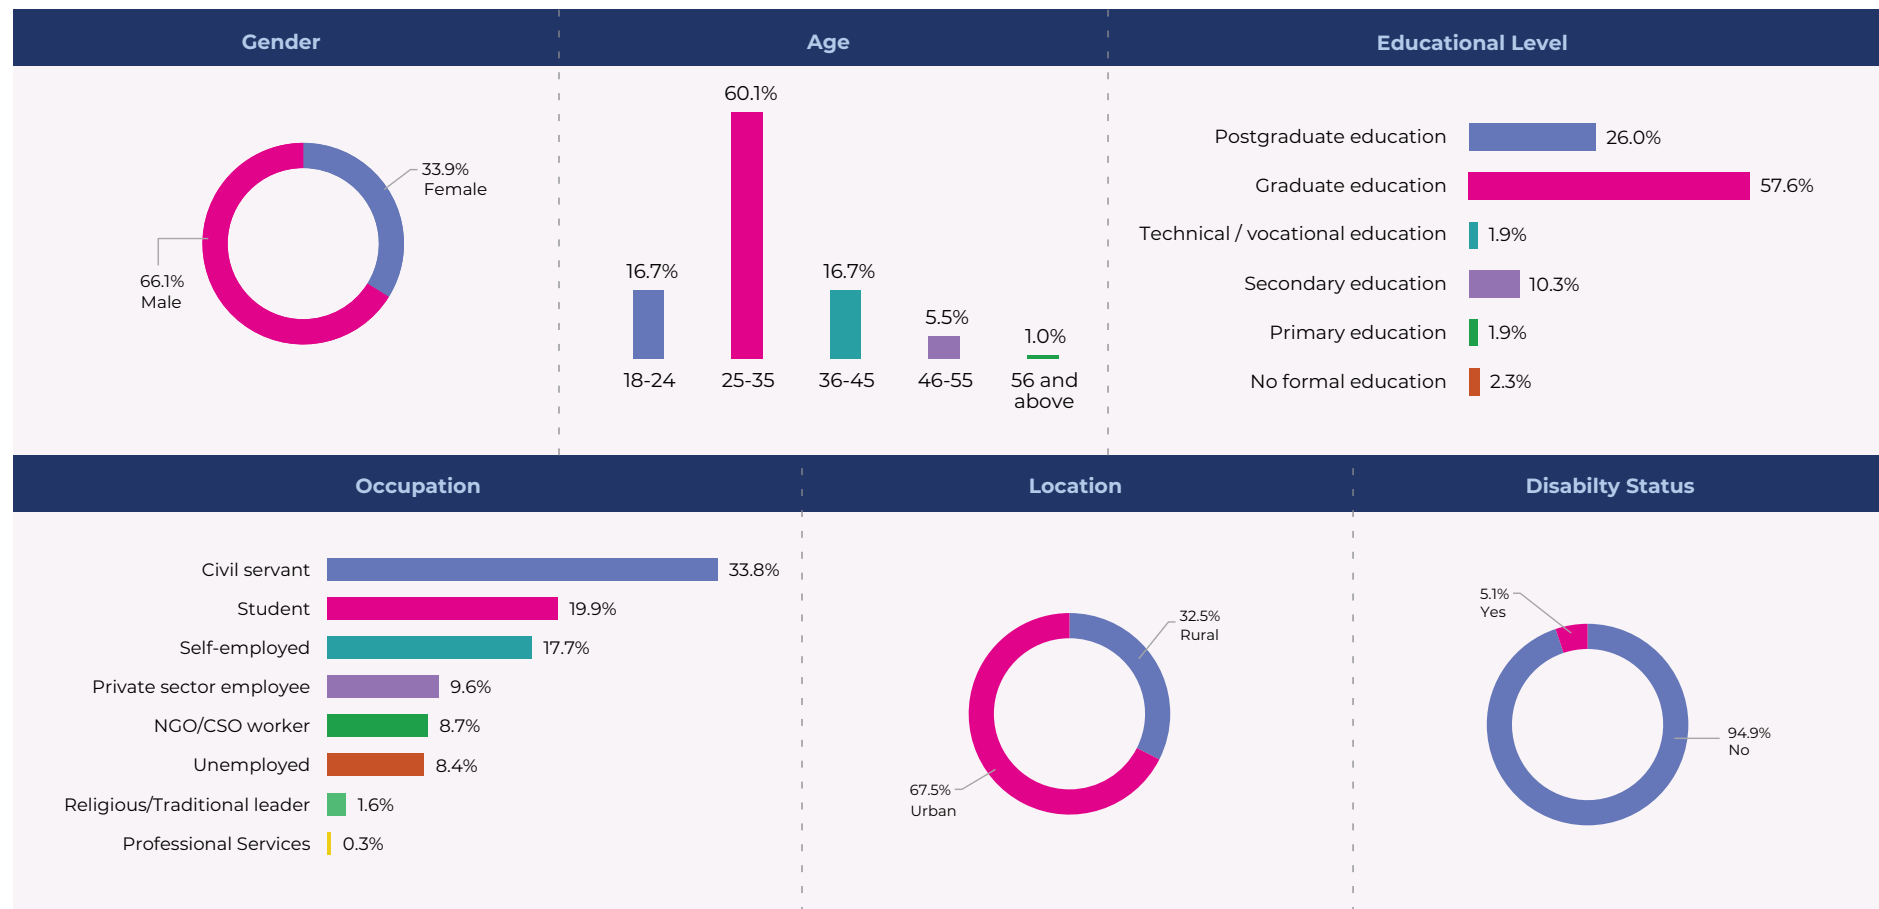 Gender
33.9%
Female
66.1%
Male
Age
60.1%
16.7%
16.7%
5.5%
1.0%
18-24
25-35
36-45
46-55
56 and
above
Educational Level
Postgraduate education 26.0%
Graduate education 57.6%
Technical / vocational education 1.9%
Secondary education 10.3%
Primary education 1.9%
No formal education 2.3%
Occupation
Civil servant 33.8%
Student 19.9%
Self-employed 17.7%
Private sector employee 9.6%
NGO/CSO worker 8.7%
Unemployed 8.4%
Religious/Traditional leader 1.6%
Professional Services 0.3%
Location
32.5%
Rural
67.5%
Urban
Disabilty Status
5.1%
Yes
94.9%
No